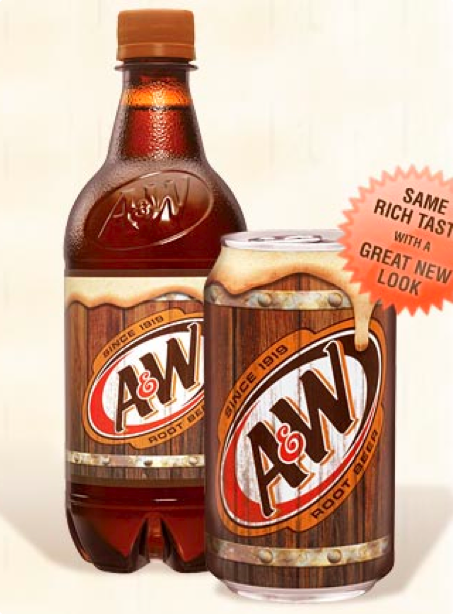 A&W
SINCE 1919
A&W
ROOT BEER
SINCE 1919
A&W
ROOT BEER
SAME
RICH TAST
WITH A
GREAT NEW
LOOK